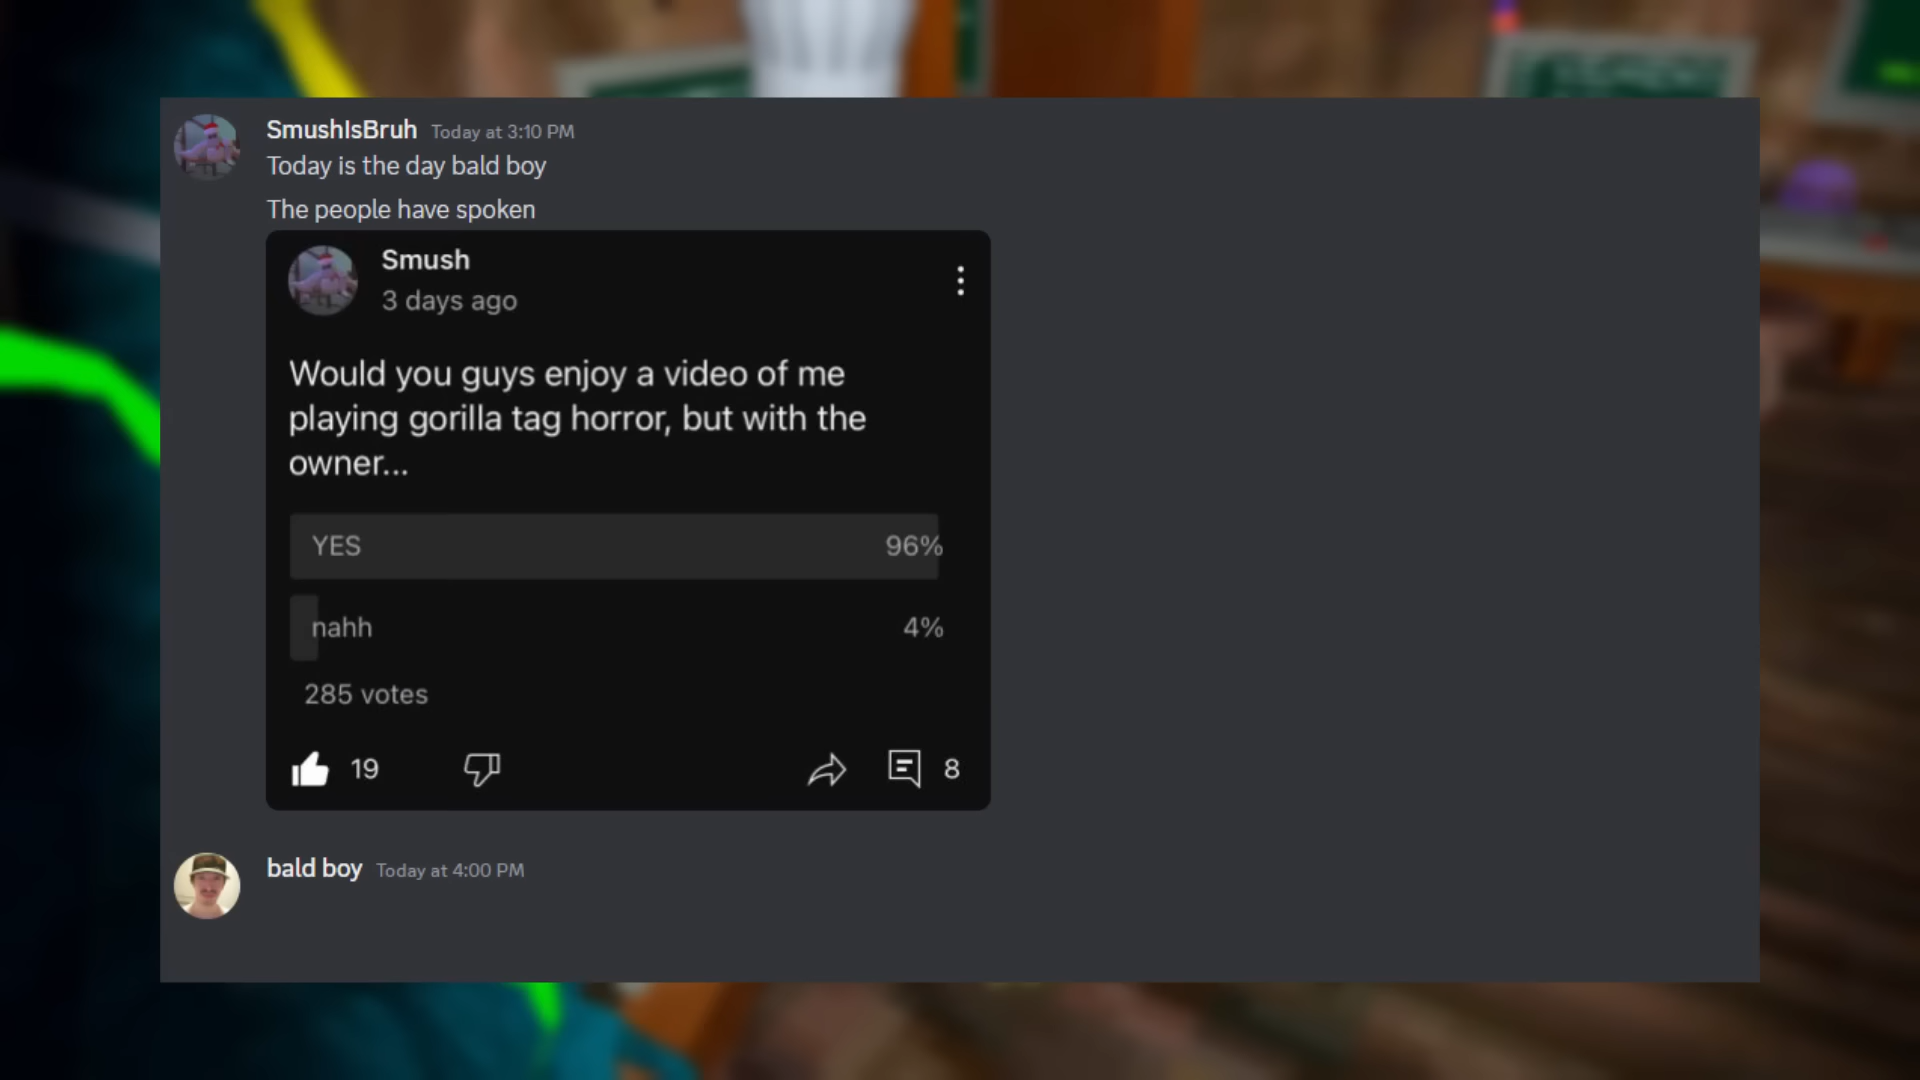 SmushIsBruh Today at 3:10 PM
Today is the day bald boy
The people have spoken
Smush
3 days ago
Would you guys enjoy a video of me
playing gorilla tag horror, but with the
owner...
YES 96%
nahh 4%
285 votes
19 8
bald boy Today at 4:00 PM